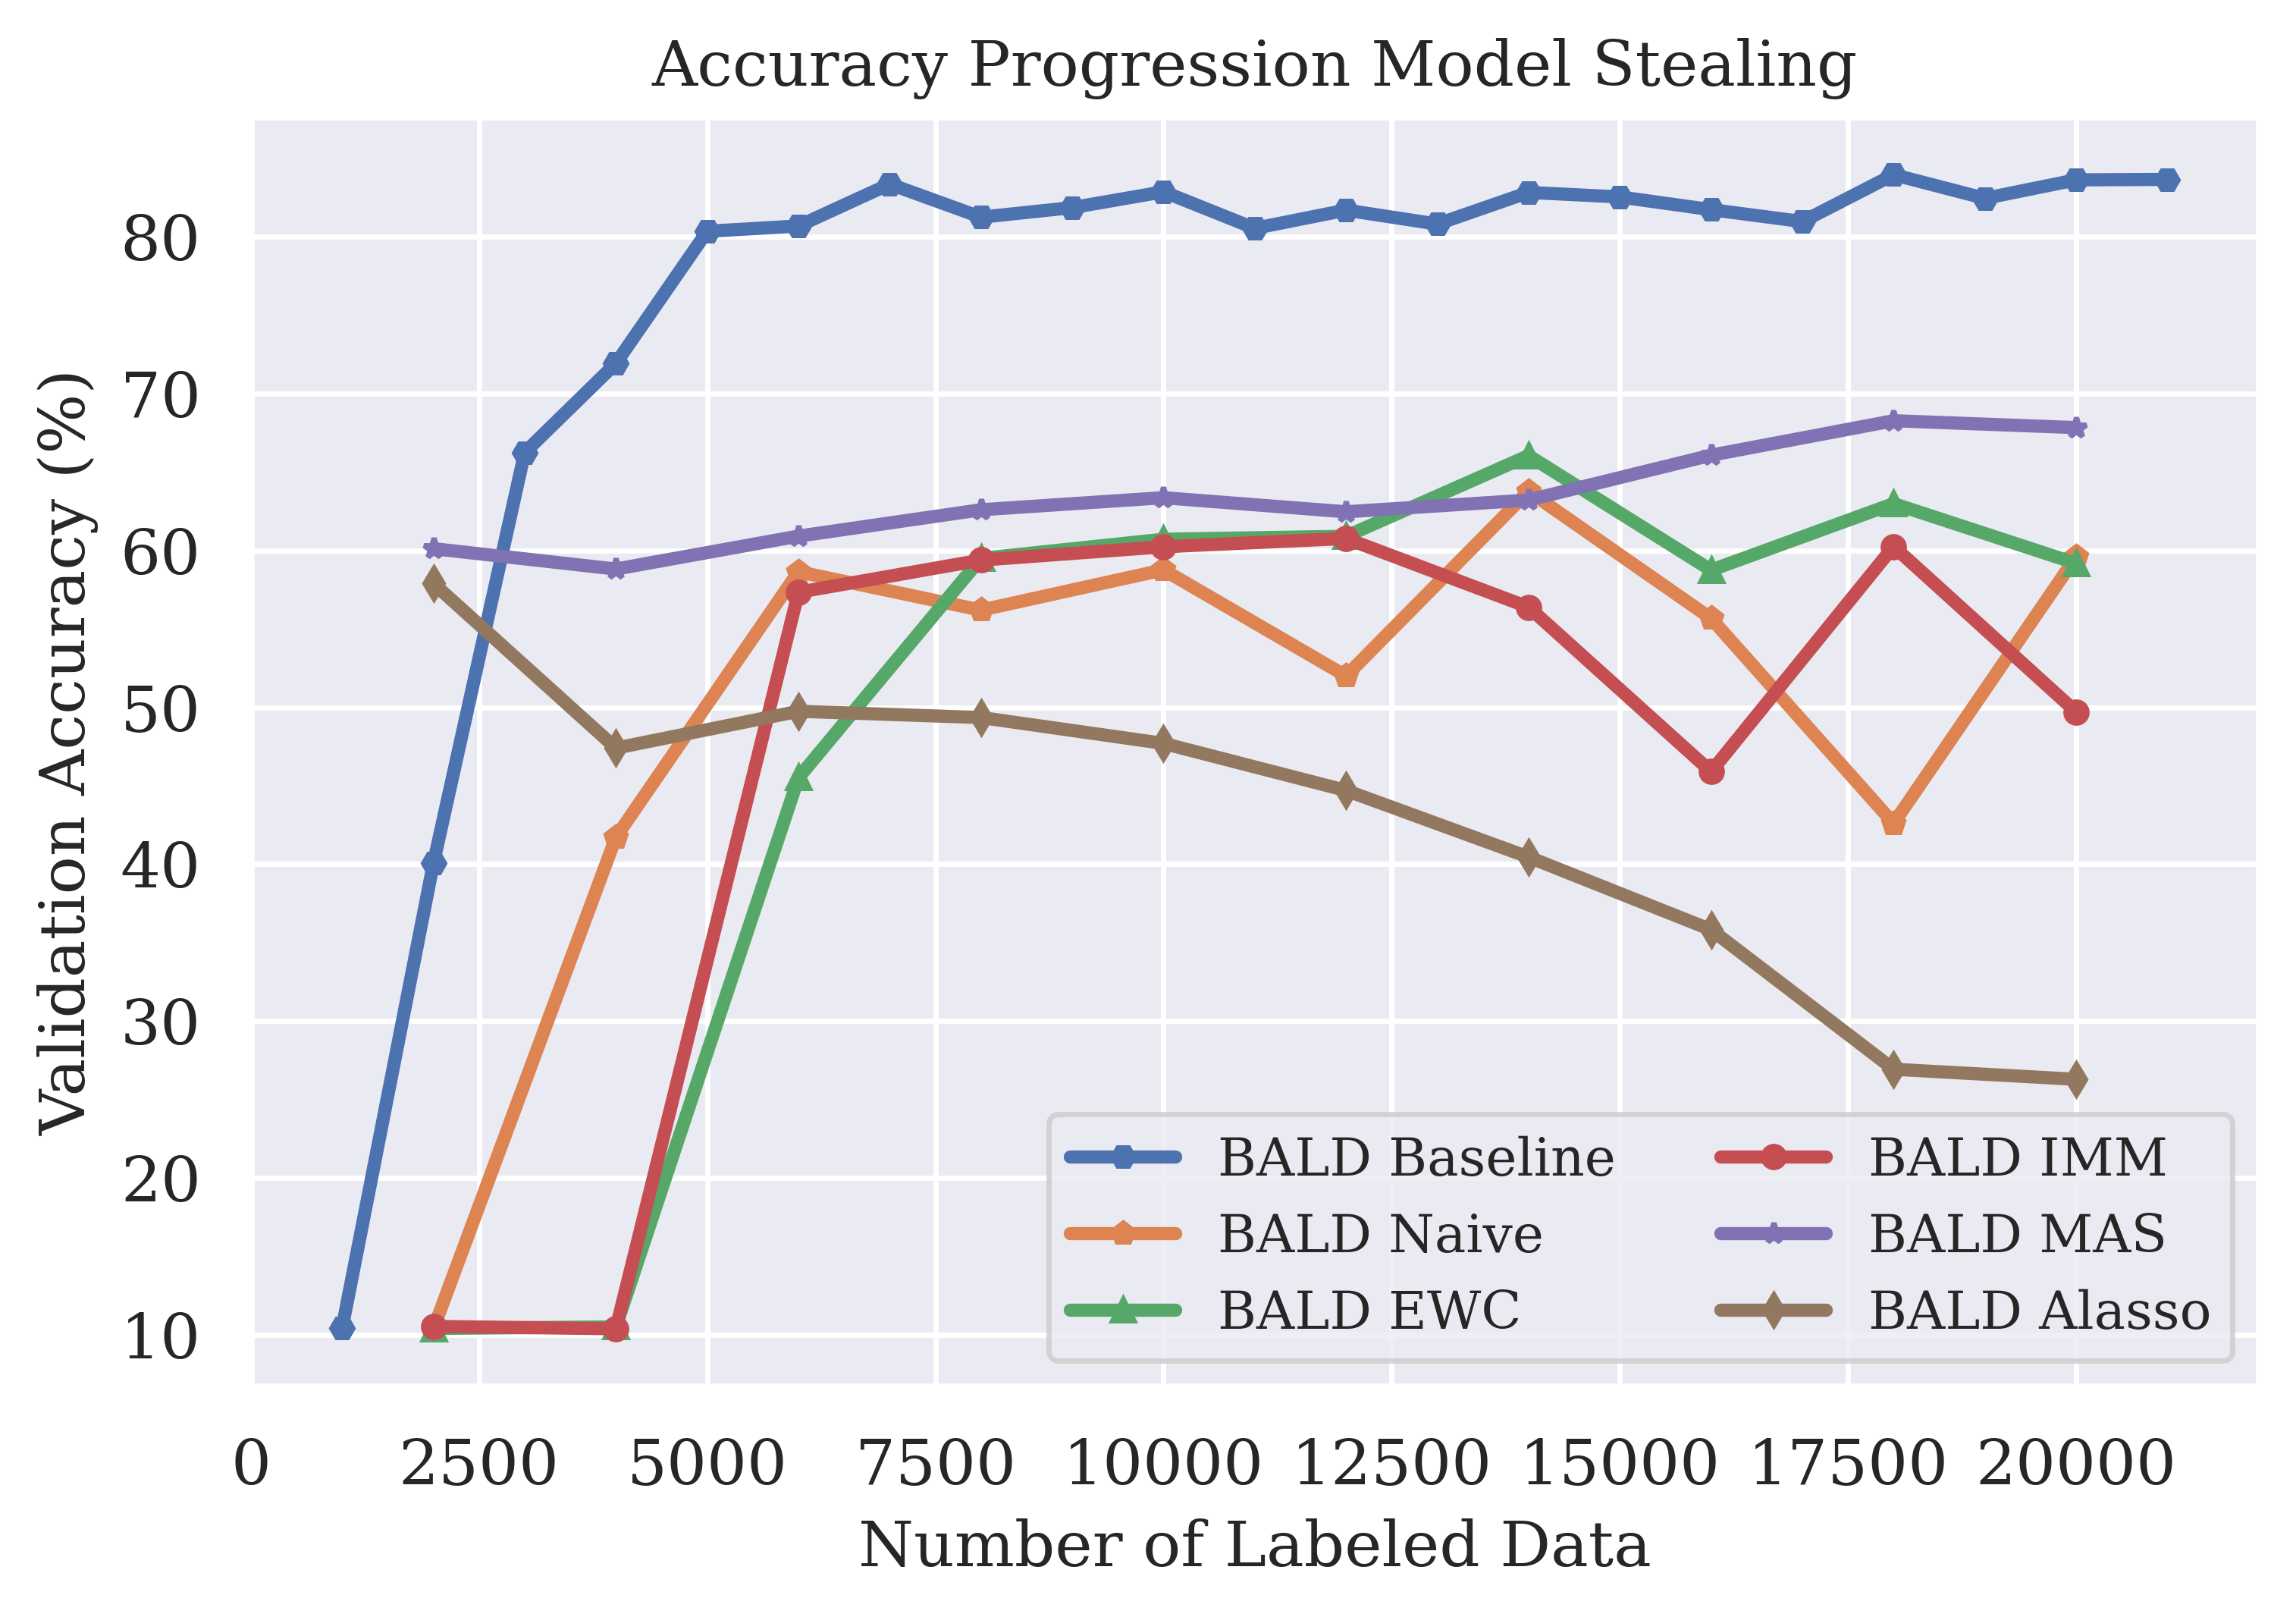 Accuracy Progression Model Stealing
Validation Accuracy (%)
80
70
60
50
40
30
20
10
0 2500 5000 7500 10000 12500 15000 17500 20000
Number of Labeled Data
BALD Baseline
BALD Naive
BALD EWC
BALD IMM
BALD MAS
BALD Alasso